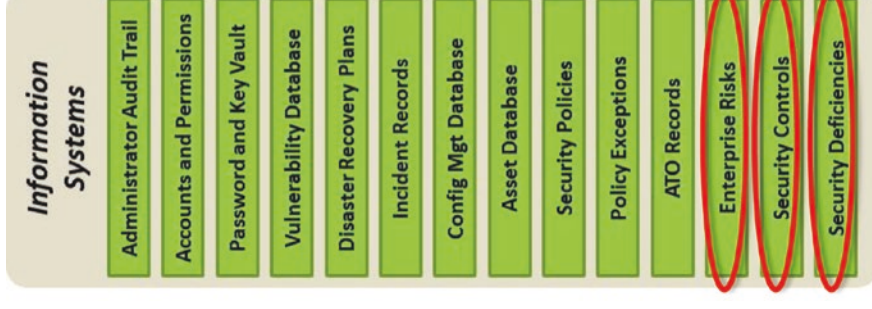 Information
Systems
Administrator Audit Trail
Accounts and Permissions
Password and Key Vault
Vulnerability Database
Disaster Recovery Plans
Incident Records
Config Mgt Database
Asset Database
Security Policies
Policy Exceptions
ATO Records
Enterprise Risks
Security Controls
Security Deficiencies